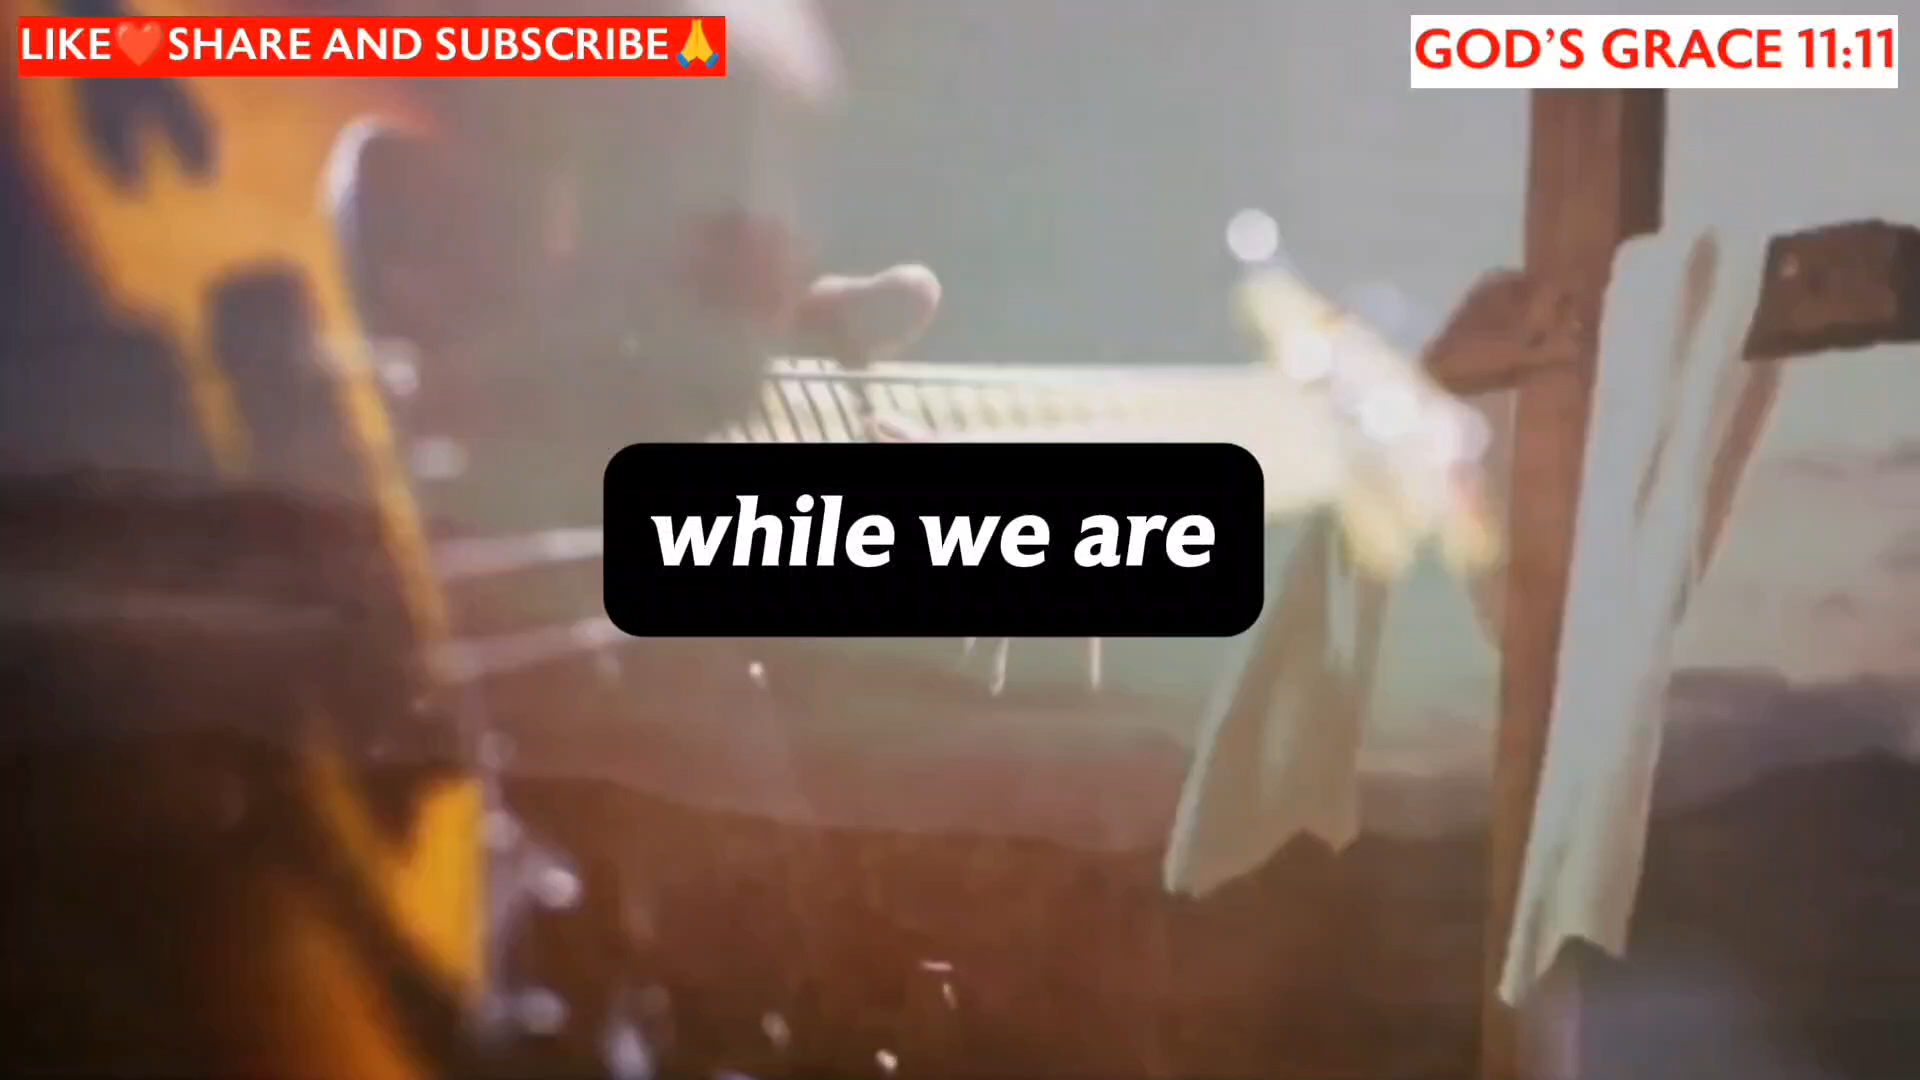 LIKE❤️SHARE AND SUBSCRIBE🙏
GOD'S GRACE 11:11
while we are